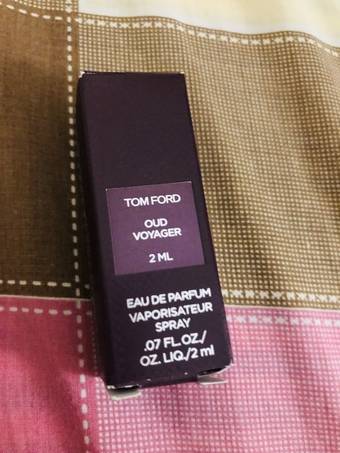 TOM FORD
OUD
VOYAGER
2 ML
EAU DE PARFUM
VAPORISATEUR
SPRAY
.07 FL.OZ./
OZ. LIQ./2 ml